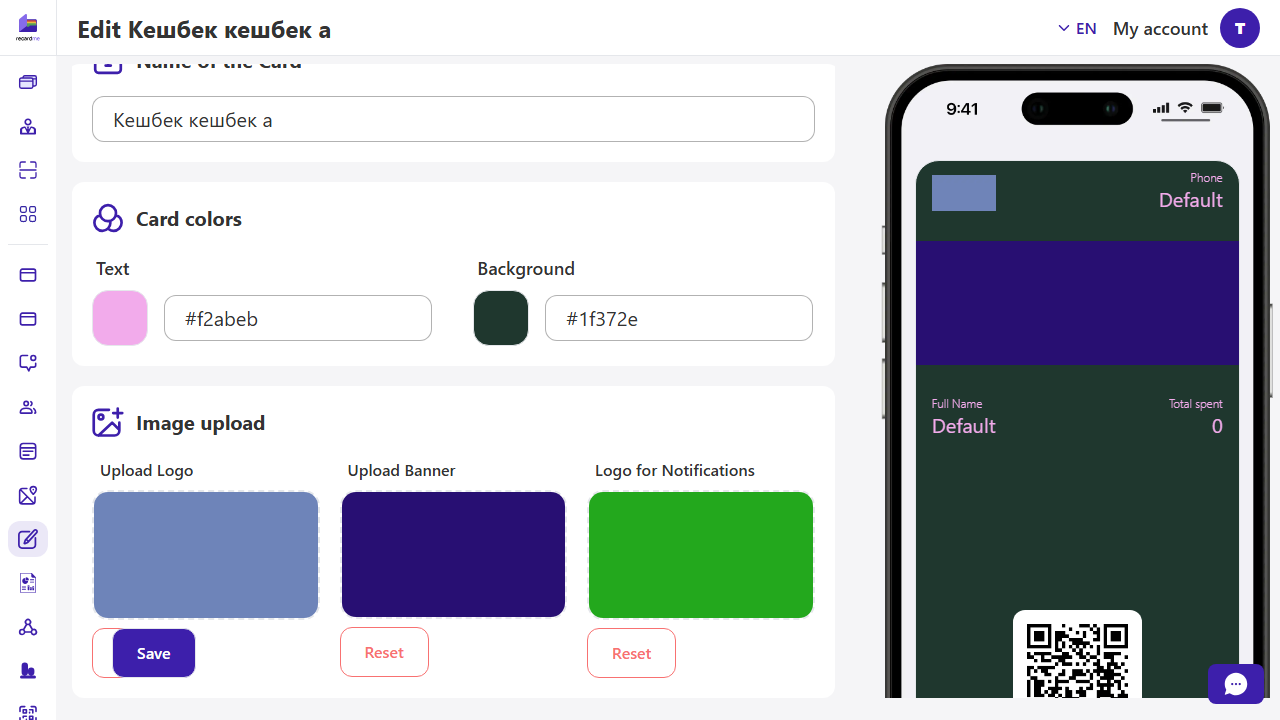 recardme
Edit Кешбек кешбек а
EN
My account
T
Name of the Card
Кешбек кешбек а
Card colors
Text
Background
#f2abeb
#1f372e
Image upload
Upload Logo
Upload Banner
Logo for Notifications
Save
Reset
Reset
9:41
Phone
Default
Full Name
Total spent
Default
0